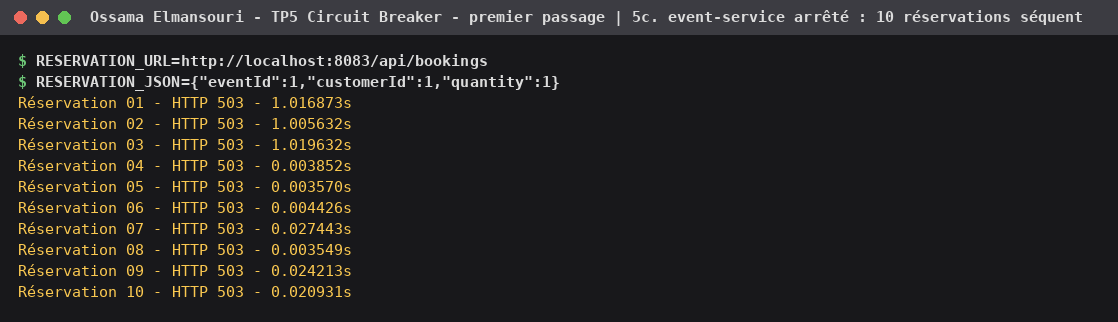 Ossama Elmansouri - TP5 Circuit Breaker - premier passage | 5c. event-service arrêté : 10 réservations séquent
$ RESERVATION_URL=http://localhost:8083/api/bookings
$ RESERVATION_JSON={"eventId":1,"customerId":1,"quantity":1}
Réservation 01 - HTTP 503 - 1.016873s
Réservation 02 - HTTP 503 - 1.005632s
Réservation 03 - HTTP 503 - 1.019632s
Réservation 04 - HTTP 503 - 0.003852s
Réservation 05 - HTTP 503 - 0.003570s
Réservation 06 - HTTP 503 - 0.004426s
Réservation 07 - HTTP 503 - 0.027443s
Réservation 08 - HTTP 503 - 0.003549s
Réservation 09 - HTTP 503 - 0.024213s
Réservation 10 - HTTP 503 - 0.020931s